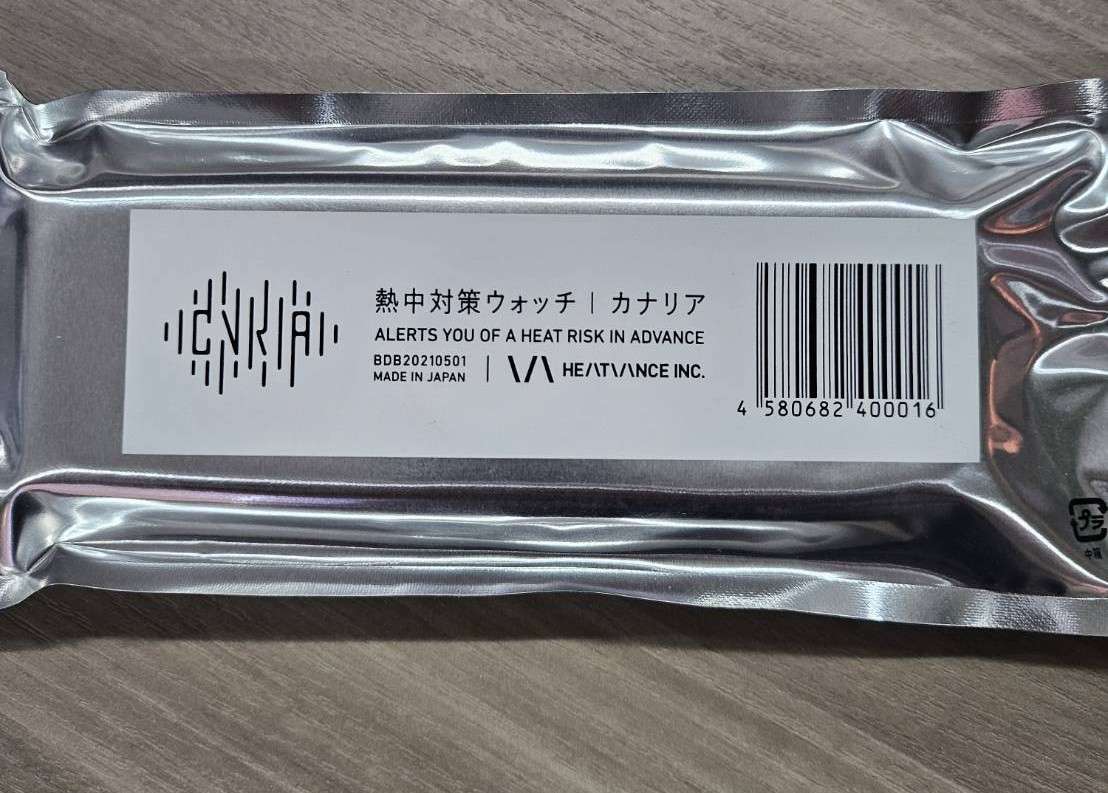 CNRIA
熱中対策ウォッチ | カナリア
ALERTS YOU OF A HEAT RISK IN ADVANCE
BDB20210501
MADE IN JAPAN
HEATVANCE INC.
4 580682 400016
プラ